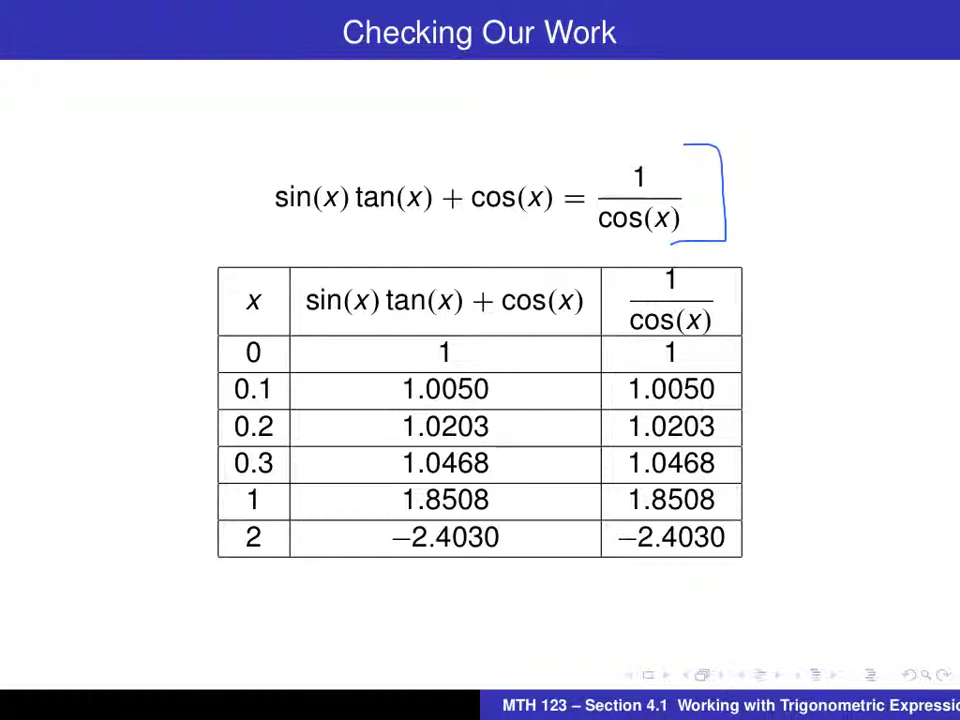 Checking Our Work
sin(x) tan(x) + cos(x) = 1/cos(x)
x | sin(x) tan(x) + cos(x) | 1/cos(x)
0 | 1 | 1
0.1 | 1.0050 | 1.0050
0.2 | 1.0203 | 1.0203
0.3 | 1.0468 | 1.0468
1 | 1.8508 | 1.8508
2 | −2.4030 | −2.4030
MTH 123 – Section 4.1 Working with Trigonometric Expressio